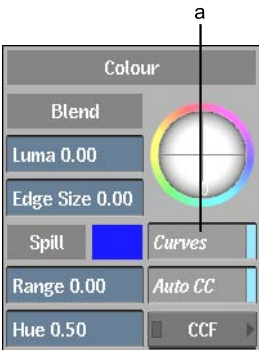 a
Colour
Blend
Luma 0.00
Edge Size 0.00
Spill
Curves
Range 0.00
Auto CC
Hue 0.50
CCF